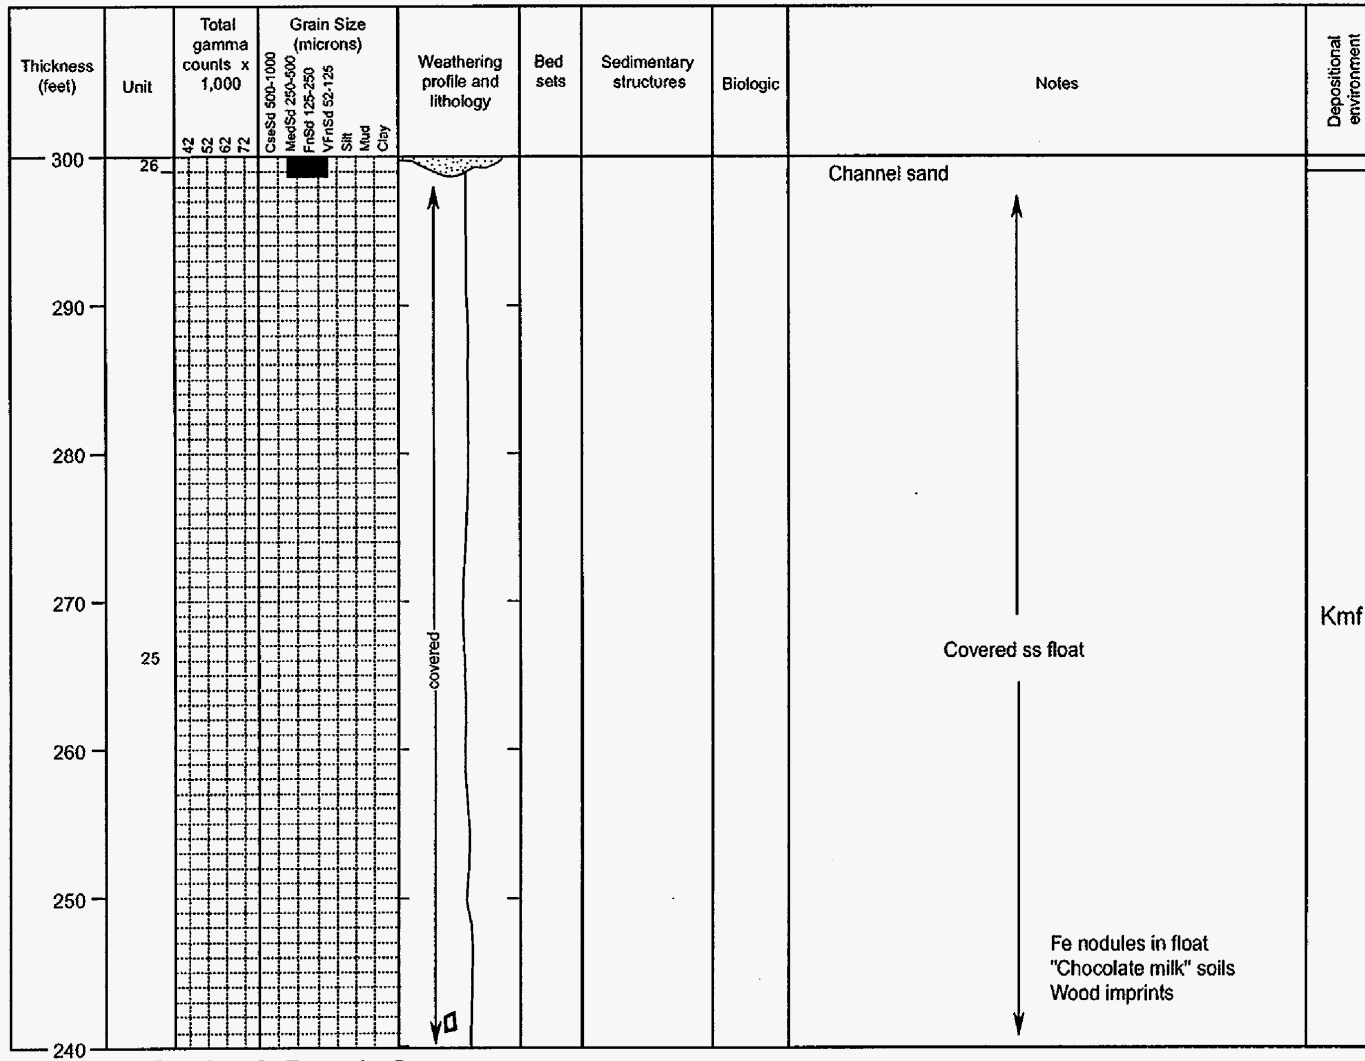 Thickness
(feet)
Unit
Total
gamma
counts x
1,000
42
52
62
72
Grain Size
(microns)
CseSd 500-1000
MedSd 250-500
FnSd 125-250
VFnSd 52-125
Silt
Mud
Clay
Weathering
profile and
lithology
Bed
sets
Sedimentary
structures
Biologic
Notes
Depositional
environment
300
26
Channel sand
290
280
270
Kmf
covered
25
Covered ss float
260
250
Fe nodules in float
"Chocolate milk" soils
Wood imprints
240